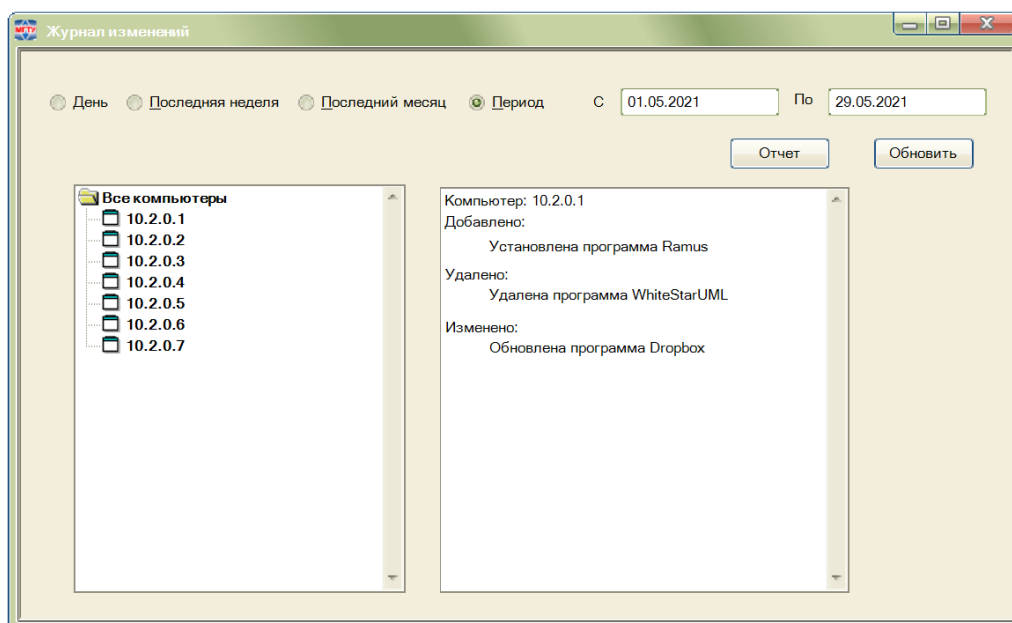 МГТУ Журнал изменений
День Последняя неделя Последний месяц Период С 01.05.2021 По 29.05.2021
Отчет Обновить
Все компьютеры
10.2.0.1
10.2.0.2
10.2.0.3
10.2.0.4
10.2.0.5
10.2.0.6
10.2.0.7
Компьютер: 10.2.0.1
Добавлено:
Установлена программа Ramus
Удалено:
Удалена программа WhiteStarUML
Изменено:
Обновлена программа Dropbox